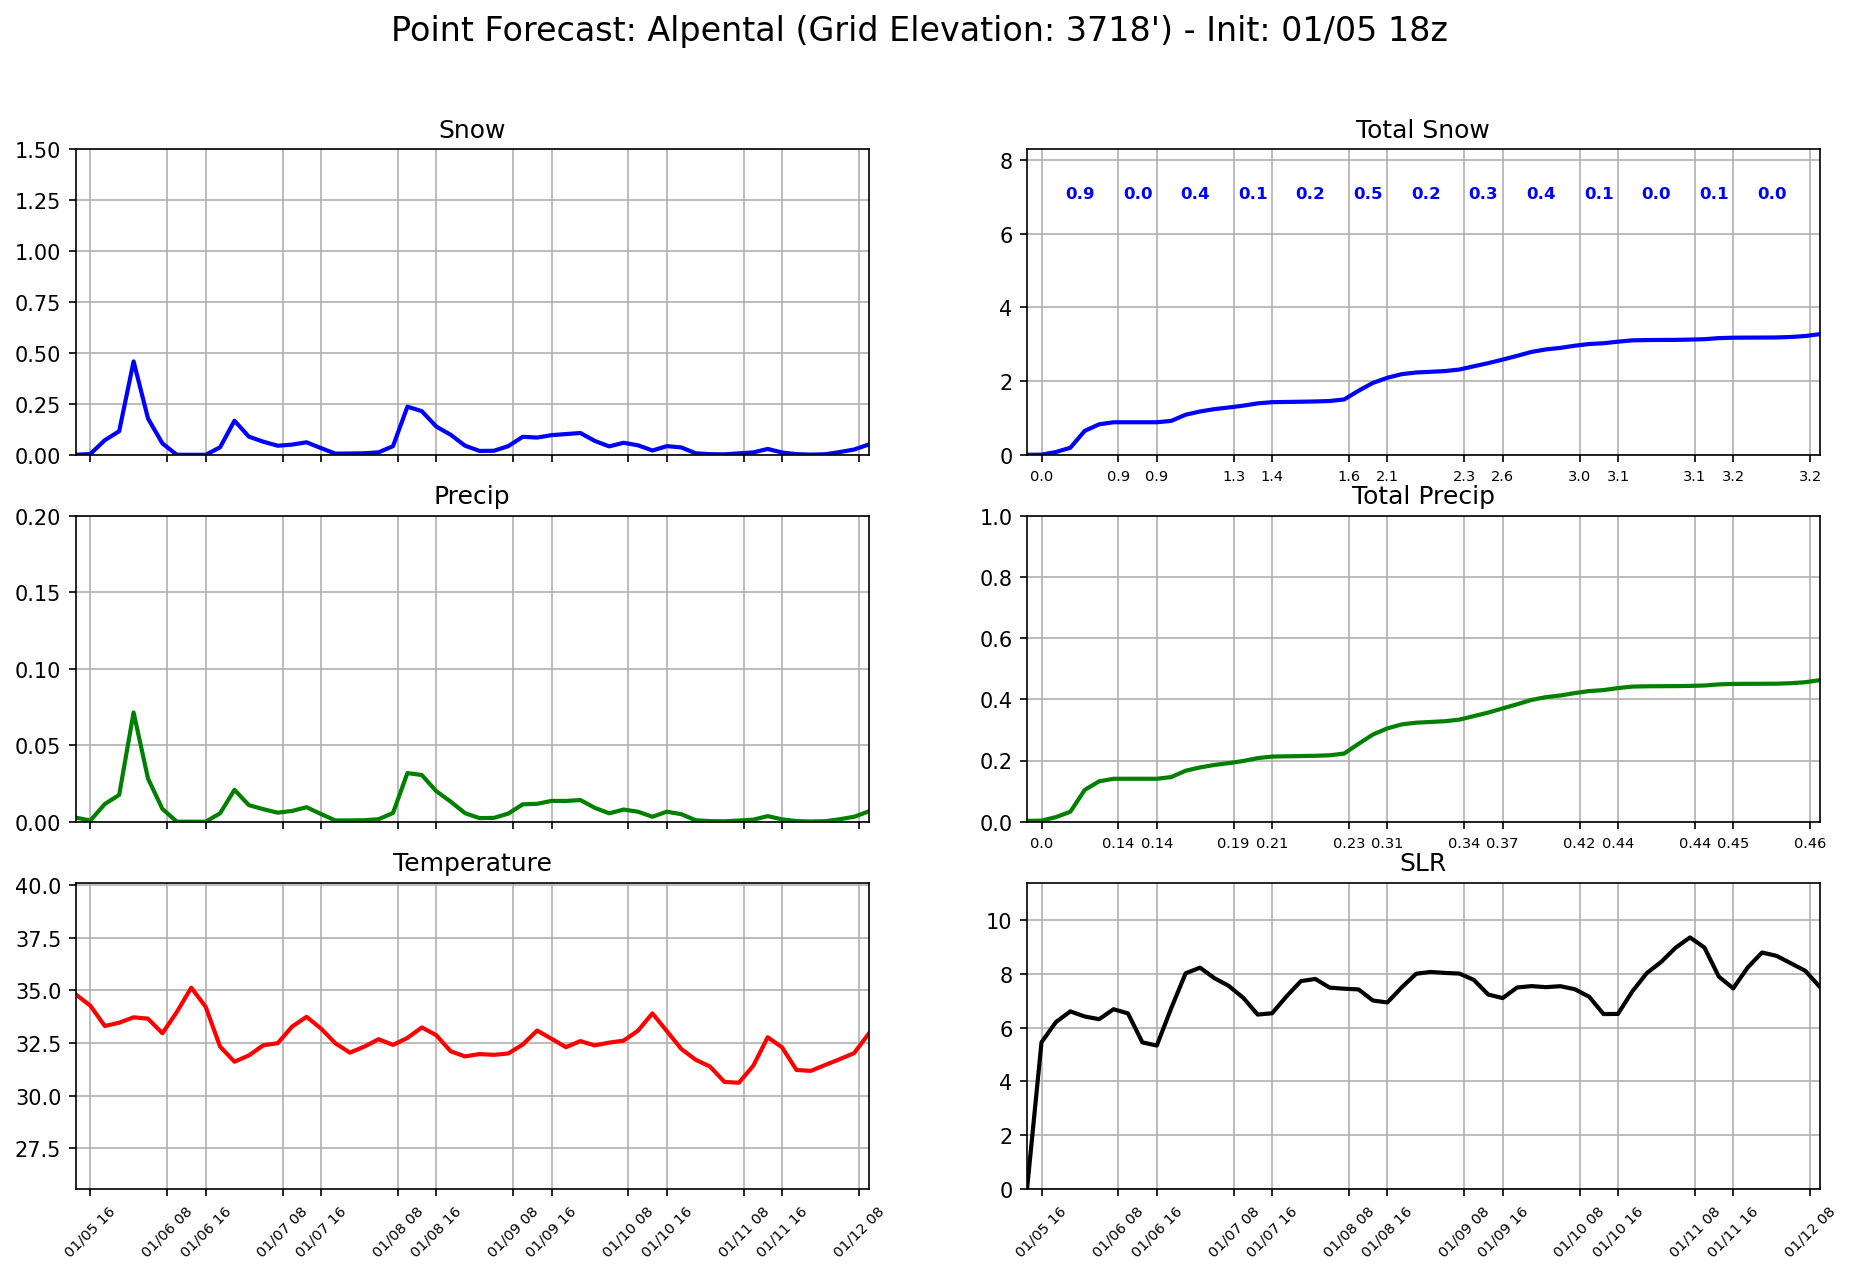 Point Forecast: Alpental (Grid Elevation: 3718') - Init: 01/05 18z
Snow
1.50
1.25
1.00
0.75
0.50
0.25
0.00
Total Snow
8
6
4
2
0
0.9 0.0 0.4 0.1 0.2 0.5 0.2 0.3 0.4 0.1 0.0 0.1 0.0
0.0 0.9 0.9 1.3 1.4 1.6 2.1 2.3 2.6 3.0 3.1 3.1 3.2 3.2
Precip
0.20
0.15
0.10
0.05
0.00
Total Precip
1.0
0.8
0.6
0.4
0.2
0.0
0.0 0.14 0.14 0.19 0.21 0.23 0.31 0.34 0.37 0.42 0.44 0.44 0.45 0.46
Temperature
40.0
37.5
35.0
32.5
30.0
27.5
01/05 16 01/06 08 01/06 16 01/07 08 01/07 16 01/08 08 01/08 16 01/09 08 01/09 16 01/10 08 01/10 16 01/11 08 01/11 16 01/12 08
SLR
10
8
6
4
2
0
01/05 16 01/06 08 01/06 16 01/07 08 01/07 16 01/08 08 01/08 16 01/09 08 01/09 16 01/10 08 01/10 16 01/11 08 01/11 16 01/12 08